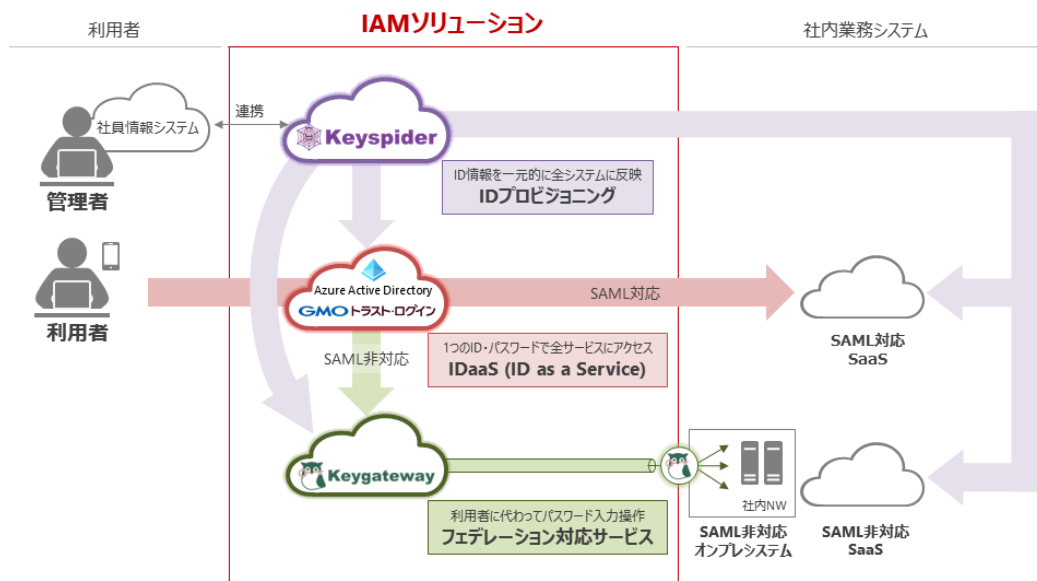 利用者
IAMソリューション
社内業務システム
社員情報システム
連携
Keyspider
管理者
ID情報を一元的に全システムに反映
IDプロビジョニング
利用者
Azure Active Directory
GMOトラスト・ログイン
SAML対応
SAML対応
SaaS
SAML非対応
1つのID・パスワードで全サービスにアクセス
IDaaS (ID as a Service)
Keygateway
社内NW
利用者に代わってパスワード入力操作
フェデレーション対応サービス
SAML非対応
オンプレシステム
SAML非対応
SaaS